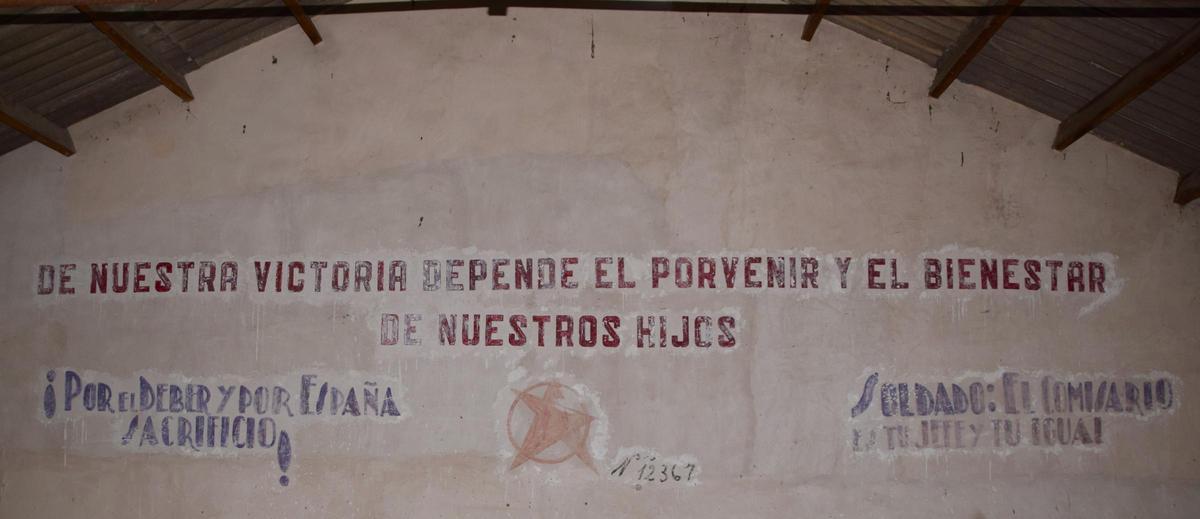 DE NUESTRA VICTORIA DEPENDE EL PORVENIR Y EL BIENESTAR
DE NUESTROS HIJOS
¡POR EL DEBER Y POR ESPAÑA
SACRIFICIO!
SOLDADO: EL COMISARIO
ES TU JEFE Y TU IGUAL
Nº 12367